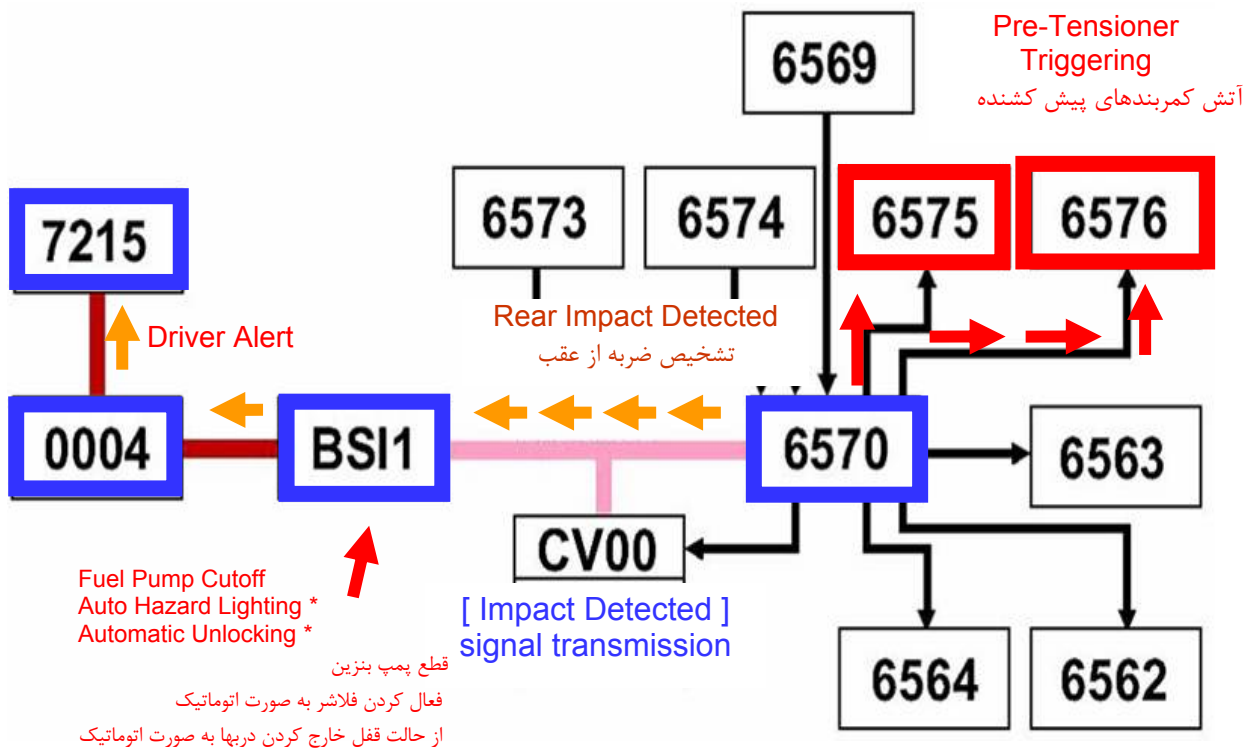 Pre-Tensioner
Triggering
آتش کمربندهای پیش کشنده
6569
6573
6574
6575
6576
7215
Driver Alert
Rear Impact Detected
تشخیص ضربه از عقب
0004
BSI1
6570
6563
CV00
Fuel Pump Cutoff
Auto Hazard Lighting *
Automatic Unlocking *
[ Impact Detected ]
signal transmission
قطع پمپ بنزین
فعال کردن فلاشر به صورت اتوماتیک
از حالت قفل خارج کردن دربها به صورت اتوماتیک
6564
6562